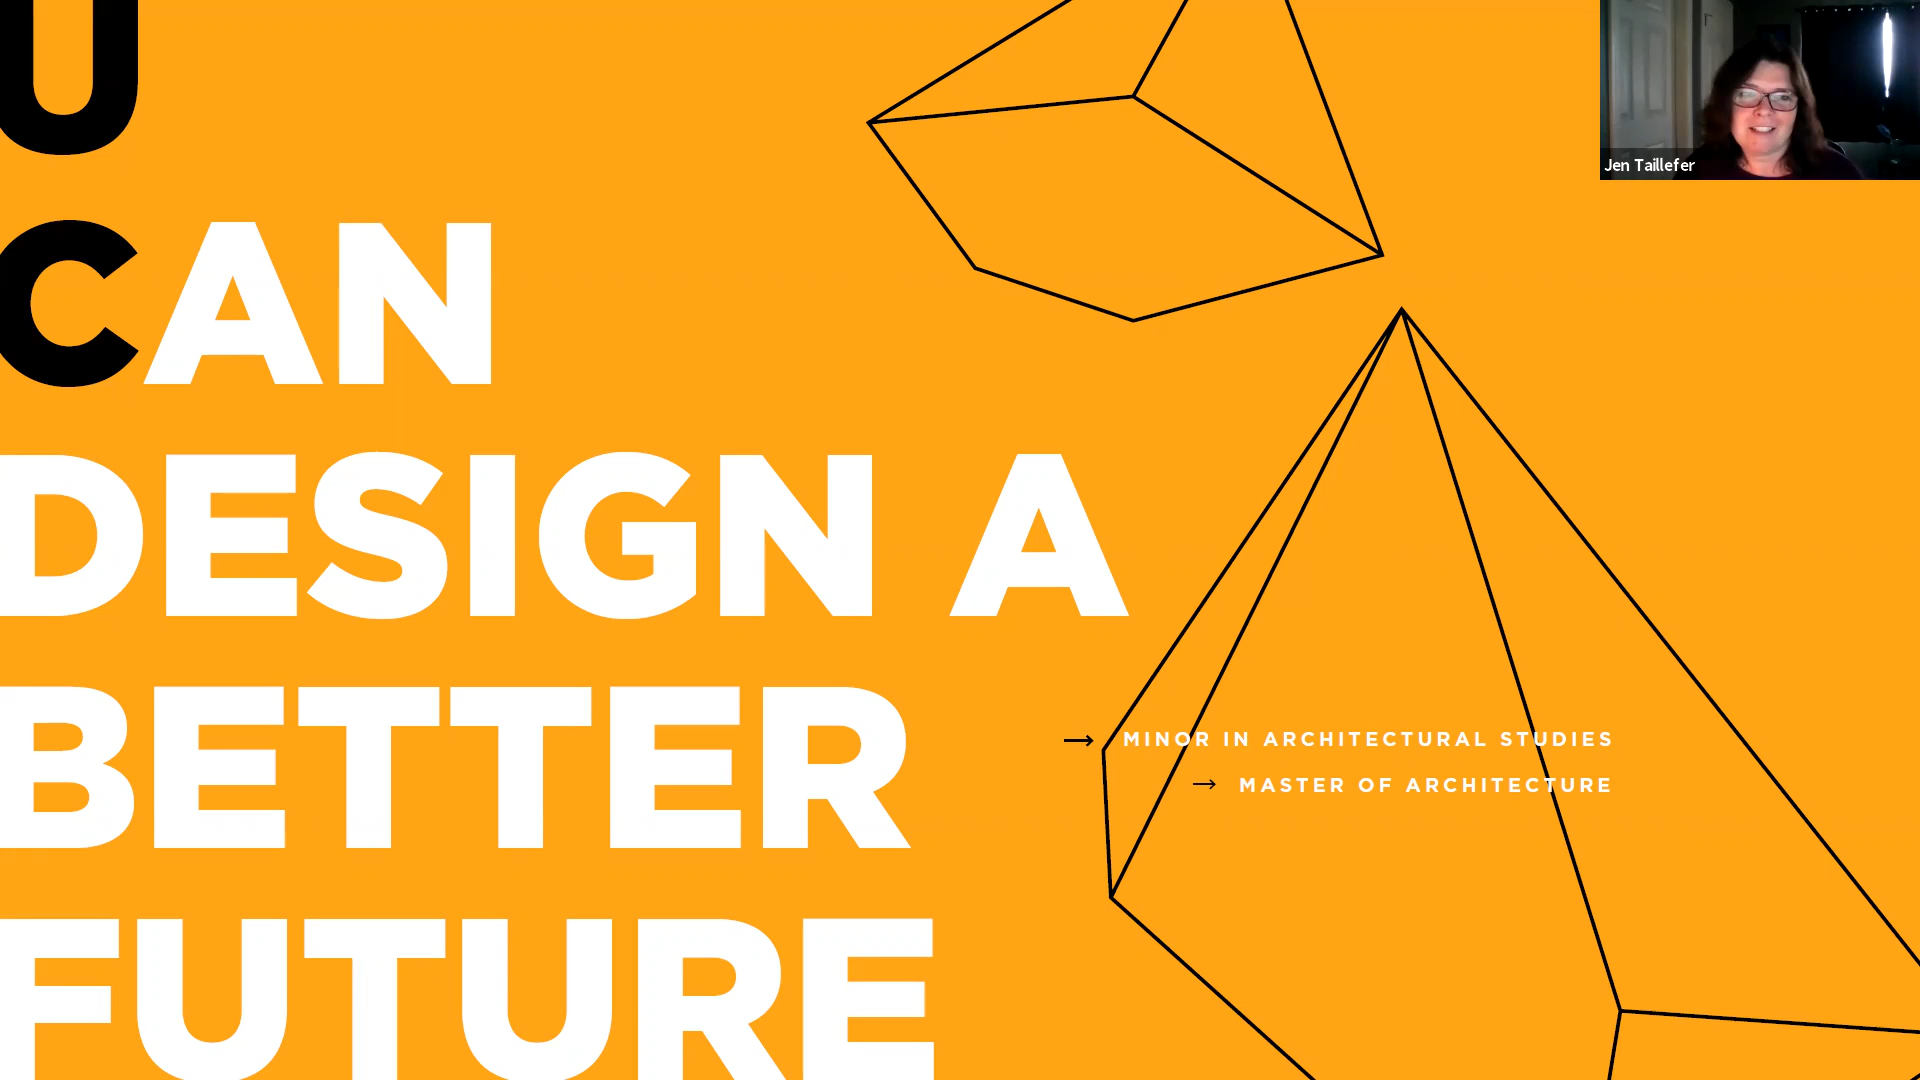 U
CAN
DESIGN A
BETTER
FUTURE
→ MINOR IN ARCHITECTURAL STUDIES
→ MASTER OF ARCHITECTURE
Jen Taillefer